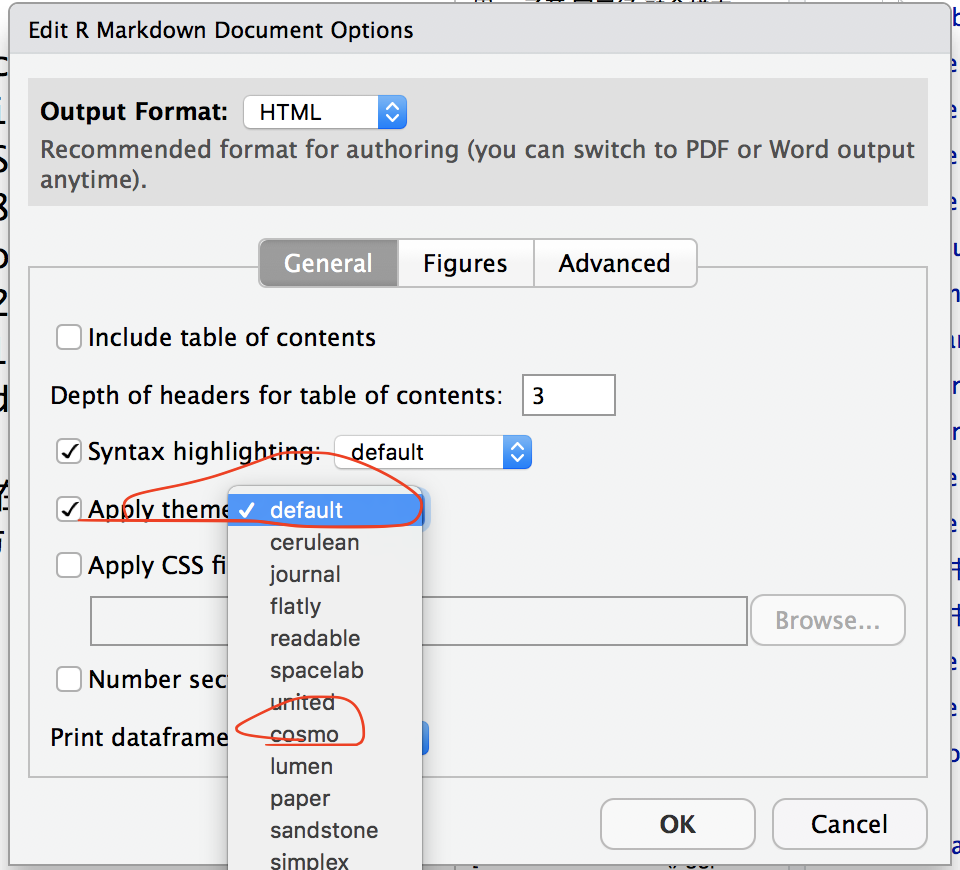 Edit R Markdown Document Options
Output Format: HTML
Recommended format for authoring (you can switch to PDF or Word output
anytime).
General Figures Advanced
Include table of contents
Depth of headers for table of contents: 3
Syntax highlighting: default
Apply theme default
cerulean
journal
Apply CSS fi
flatly
Browse...
readable
spacelab
Number sec
united
cosmo
Print dataframe
lumen
paper
sandstone
simplex
OK Cancel